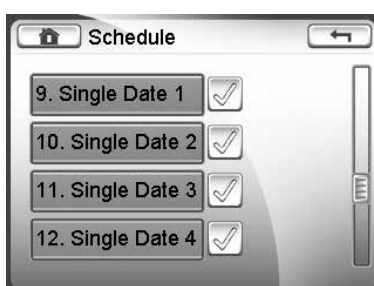 Schedule
9. Single Date 1
10. Single Date 2
11. Single Date 3
12. Single Date 4